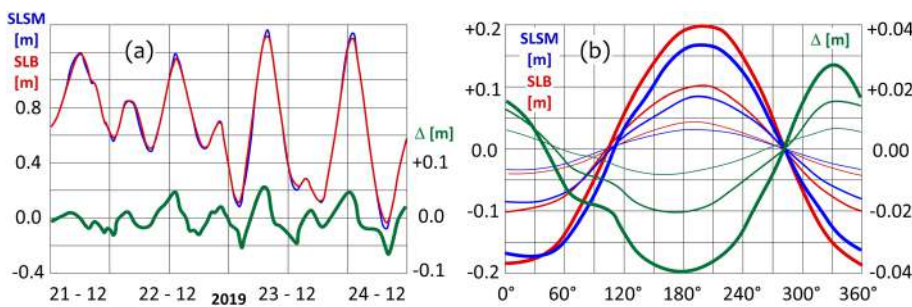 SLSM
[m]
SLB
[m]
(a)
0.8
0.4
0.0
-0.4
Δ [m]
+0.1
0.0
-0.1
21 - 12
22 - 12
2019
23 - 12
24 - 12
+0.2
+0.1
0.0
-0.1
-0.2
SLSM
[m]
SLB
[m]
(b)
Δ [m]
+0.04
+0.02
0.00
-0.02
-0.04
0°
60°
120°
180°
240°
300°
360°